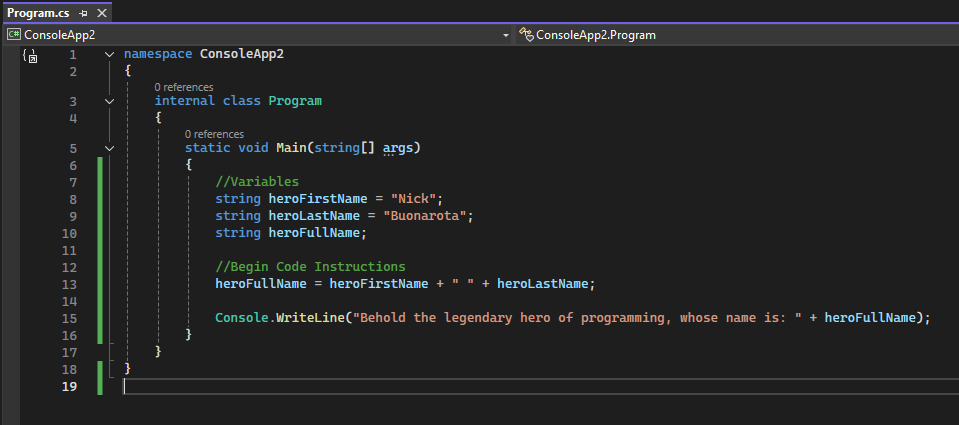 Program.cs
C# ConsoleApp2 ConsoleApp2.Program
1 namespace ConsoleApp2
2 {
0 references
3 internal class Program
4 {
0 references
5 static void Main(string[] args)
6 {
7 //Variables
8 string heroFirstName = "Nick";
9 string heroLastName = "Buonarota";
10 string heroFullName;
11
12 //Begin Code Instructions
13 heroFullName = heroFirstName + " " + heroLastName;
14
15 Console.WriteLine("Behold the legendary hero of programming, whose name is: " + heroFullName);
16 }
17 }
18 }
19